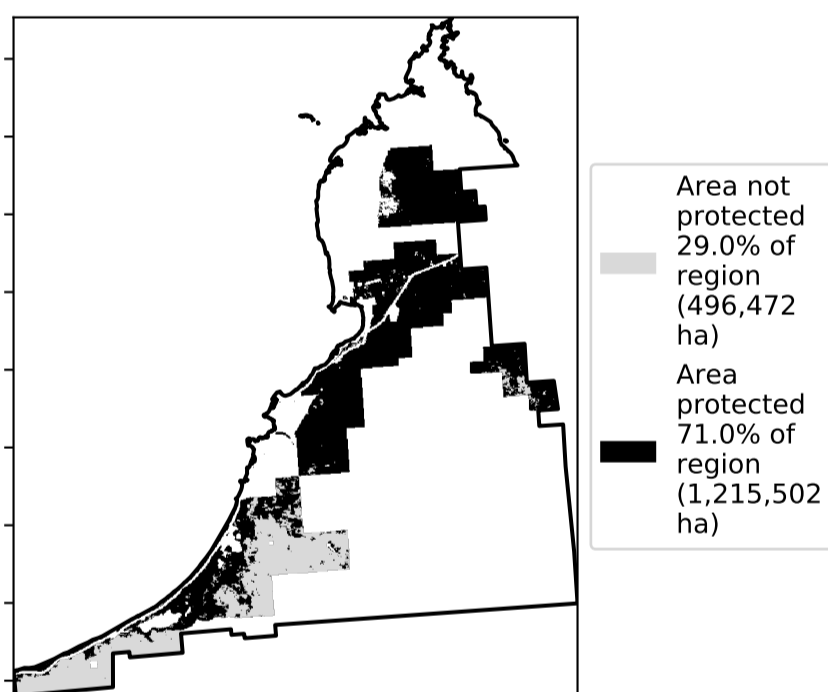 Area not
protected
29.0% of
region
(496,472
ha)
Area
protected
71.0% of
region
(1,215,502
ha)